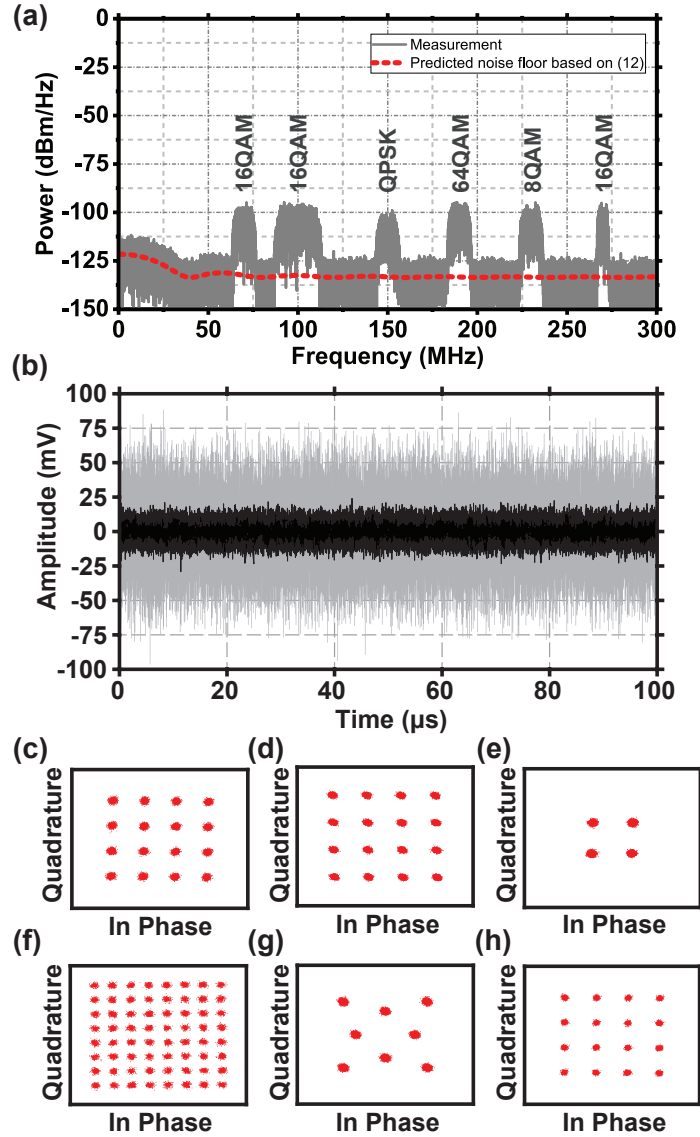 (a)
0
-25
-50
-75
-100
-125
-150
Power (dBm/Hz)
Measurement
Predicted noise floor based on (12)
16QAM
16QAM
QPSK
64QAM
8QAM
16QAM
0 50 100 150 200 250 300
Frequency (MHz)
(b)
100
75
50
25
0
-25
-50
-75
-100
Amplitude (mV)
0 20 40 60 80 100
Time (μs)
(c) (d) (e)
Quadrature Quadrature Quadrature
In Phase In Phase In Phase
(f) (g) (h)
Quadrature Quadrature Quadrature
In Phase In Phase In Phase